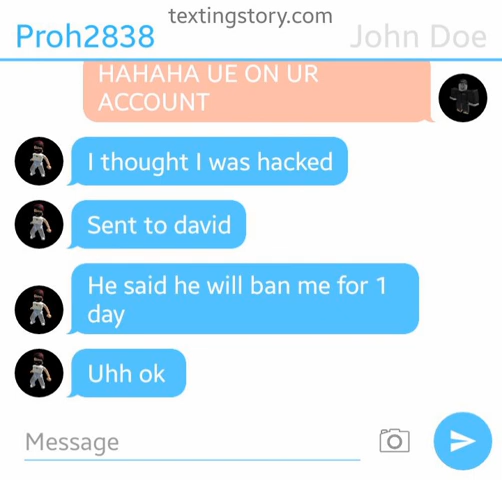 textingstory.com
Proh2838
John Doe
HAHAHA UE ON UR
ACCOUNT
I thought I was hacked
Sent to david
He said he will ban me for 1
day
Uhh ok
Message